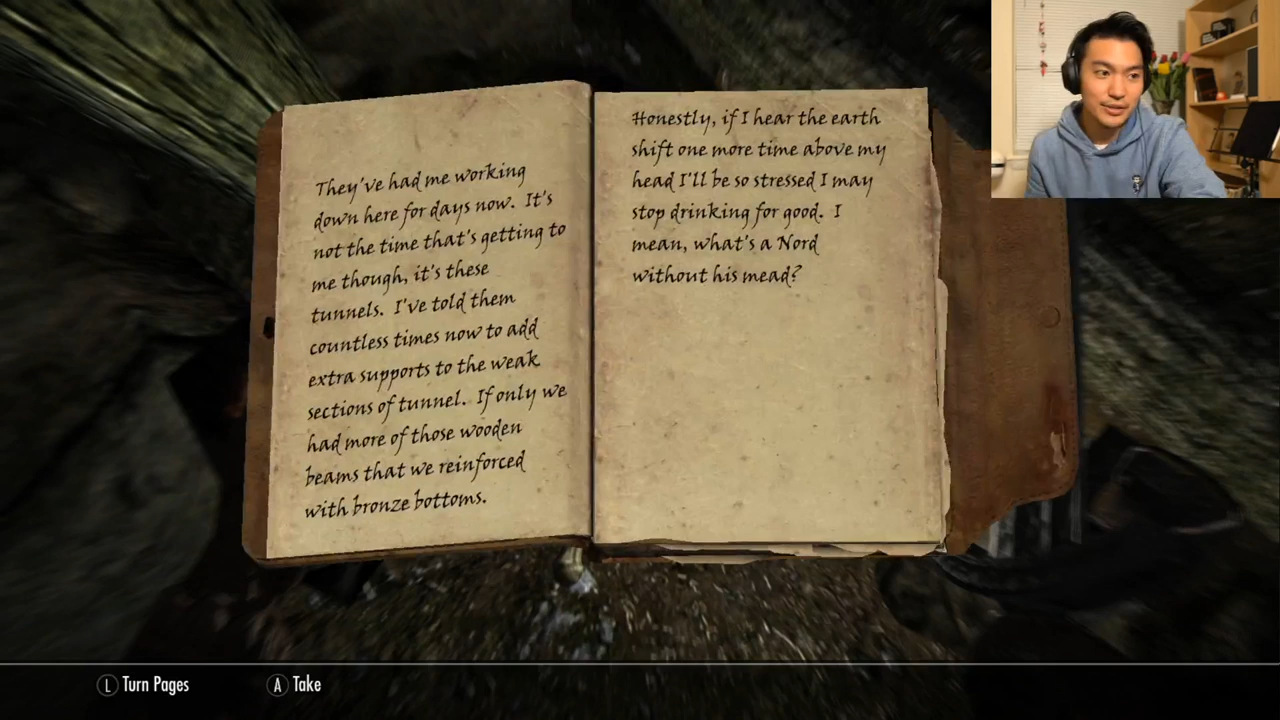 They've had me working
down here for days now. It's
not the time that's getting to
me though, it's these
tunnels. I've told them
countless times now to add
extra supports to the weak
sections of tunnel. If only we
had more of those wooden
beams that we reinforced
with bronze bottoms.
Honestly, if I hear the earth
shift one more time above my
head I'll be so stressed I may
stop drinking for good. I
mean, what's a Nord
without his mead?
L Turn Pages
A Take